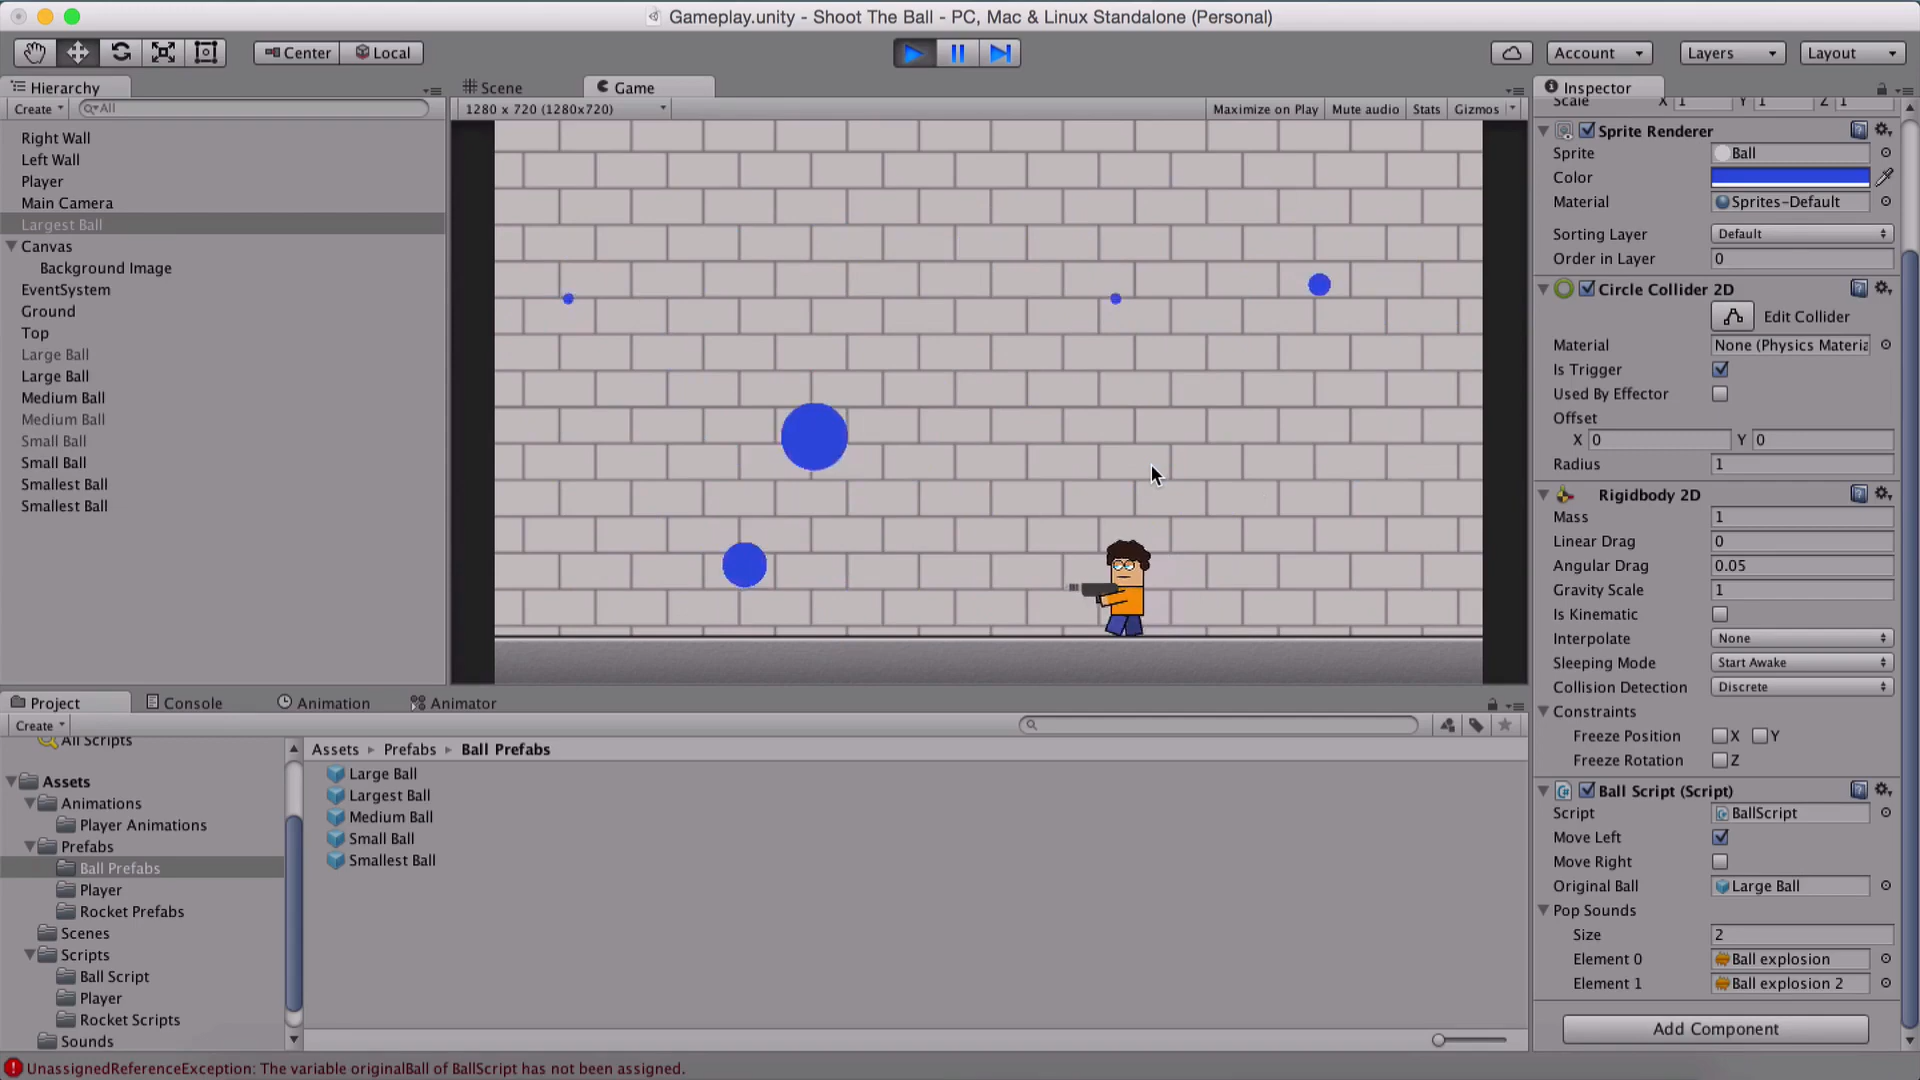 Gameplay.unity - Shoot The Ball - PC, Mac & Linux Standalone (Personal)
Center
Local
Account
Layers
Layout
Hierarchy
Create
All
Right Wall
Left Wall
Player
Main Camera
Largest Ball
Canvas
Background Image
EventSystem
Ground
Top
Large Ball
Large Ball
Medium Ball
Medium Ball
Small Ball
Small Ball
Smallest Ball
Smallest Ball
Scene
Game
1280 x 720 (1280x720)
Maximize on Play
Mute audio
Stats
Gizmos
Inspector
Scale X 1 Y 1 Z 1
Sprite Renderer
Sprite Ball
Color
Material Sprites-Default
Sorting Layer Default
Order in Layer 0
Circle Collider 2D
Edit Collider
Material None (Physics Materia
Is Trigger
Used By Effector
Offset
X 0 Y 0
Radius 1
Rigidbody 2D
Mass 1
Linear Drag 0
Angular Drag 0.05
Gravity Scale 1
Is Kinematic
Interpolate None
Sleeping Mode Start Awake
Collision Detection Discrete
Constraints
Freeze Position X Y
Freeze Rotation Z
Ball Script (Script)
Script BallScript
Move Left
Move Right
Original Ball Large Ball
Pop Sounds
Size 2
Element 0 Ball explosion
Element 1 Ball explosion 2
Add Component
Project
Console
Animation
Animator
Create
All Scripts
Assets
Animations
Player Animations
Prefabs
Ball Prefabs
Player
Rocket Prefabs
Scenes
Scripts
Ball Script
Player
Rocket Scripts
Sounds
Assets Prefabs Ball Prefabs
Large Ball
Largest Ball
Medium Ball
Small Ball
Smallest Ball
UnassignedReferenceException: The variable originalBall of BallScript has not been assigned.